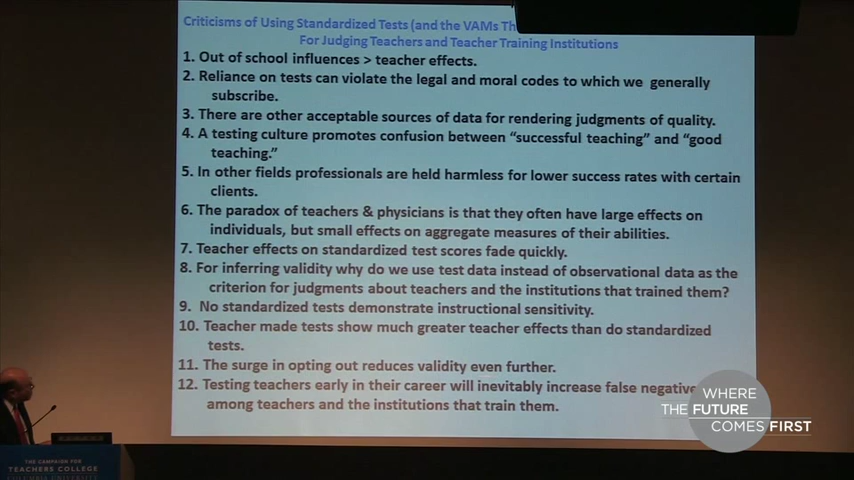 Criticisms of Using Standardized Tests (and the VAMs
For Judging Teachers and Teacher Training Institutions
1. Out of school influences > teacher effects.
2. Reliance on tests can violate the legal and moral codes to which we generally
subscribe.
3. There are other acceptable sources of data for rendering judgments of quality.
4. A testing culture promotes confusion between “successful teaching” and “good
teaching.”
5. In other fields professionals are held harmless for lower success rates with certain
clients.
6. The paradox of teachers & physicians is that they often have large effects on
individuals, but small effects on aggregate measures of their abilities.
7. Teacher effects on standardized test scores fade quickly.
8. For inferring validity why do we use test data instead of observational data as the
criterion for judgments about teachers and the institutions that trained them?
9. No standardized tests demonstrate instructional sensitivity.
10. Teacher made tests show much greater teacher effects than do standardized
tests.
11. The surge in opting out reduces validity even further.
12. Testing teachers early in their career will inevitably increase false negative
among teachers and the institutions that train them.
WHERE
THE FUTURE
COMES FIRST
THE CAMPAIGN FOR
TEACHERS COLLEGE
COLUMBIA UNIVERSITY